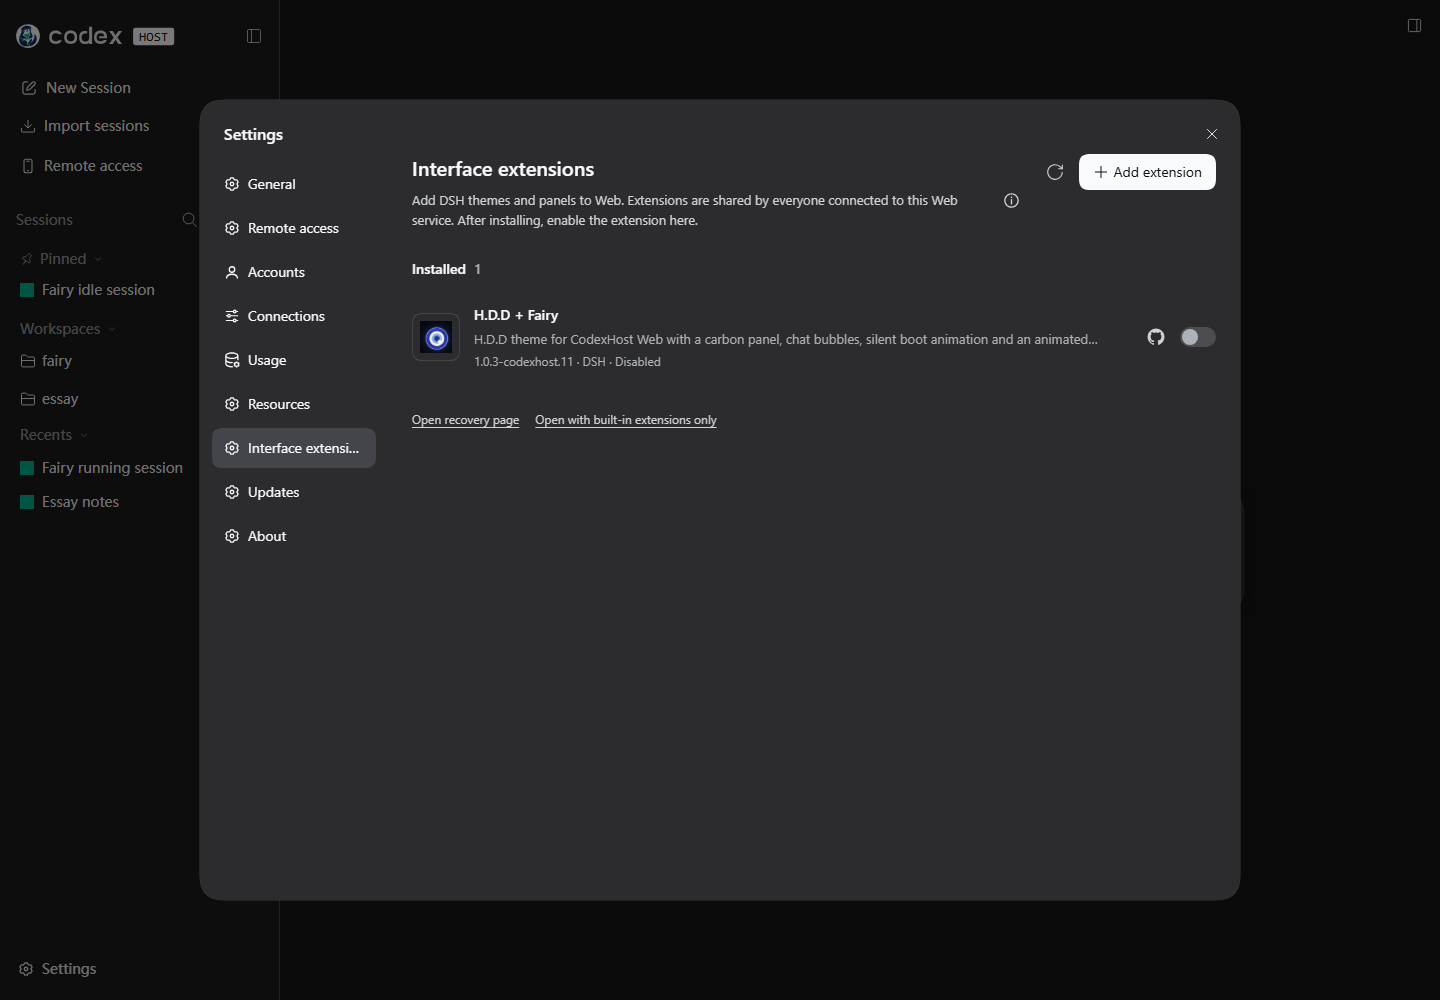 codex HOST
New Session
Import sessions
Remote access
Sessions
Pinned
Fairy idle session
Workspaces
fairy
essay
Recents
Fairy running session
Essay notes
Settings
Settings
General
Remote access
Accounts
Connections
Usage
Resources
Interface extensi...
Updates
About
Interface extensions
Add extension
Add DSH themes and panels to Web. Extensions are shared by everyone connected to this Web
service. After installing, enable the extension here.
Installed 1
H.D.D + Fairy
H.D.D theme for CodexHost Web with a carbon panel, chat bubbles, silent boot animation and an animated...
1.0.3-codexhost.11 · DSH · Disabled
Open recovery page Open with built-in extensions only